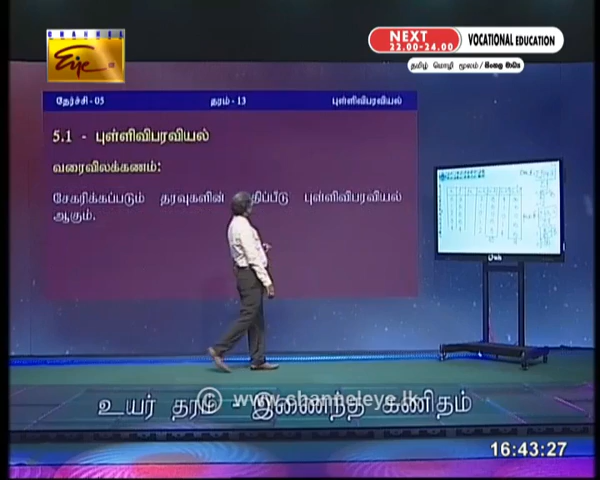 CHANNEL
Eye
NEXT
22.00-24.00
VOCATIONAL EDUCATION
தமிழ் மொழி மூலம் / සිංහල මාධ්‍ය
தேர்ச்சி - 05 தரம் - 13 புள்ளிவிபரவியல்
5.1 - புள்ளிவிபரவியல்
வரைவிலக்கணம்:
சேகரிக்கப்படும் தரவுகளின் புள்ளிவிபரவியல்
ஆகும்.
© www.channeleye.lk
உயர் தரம் - இணைந்த கணிதம்
16:43:27